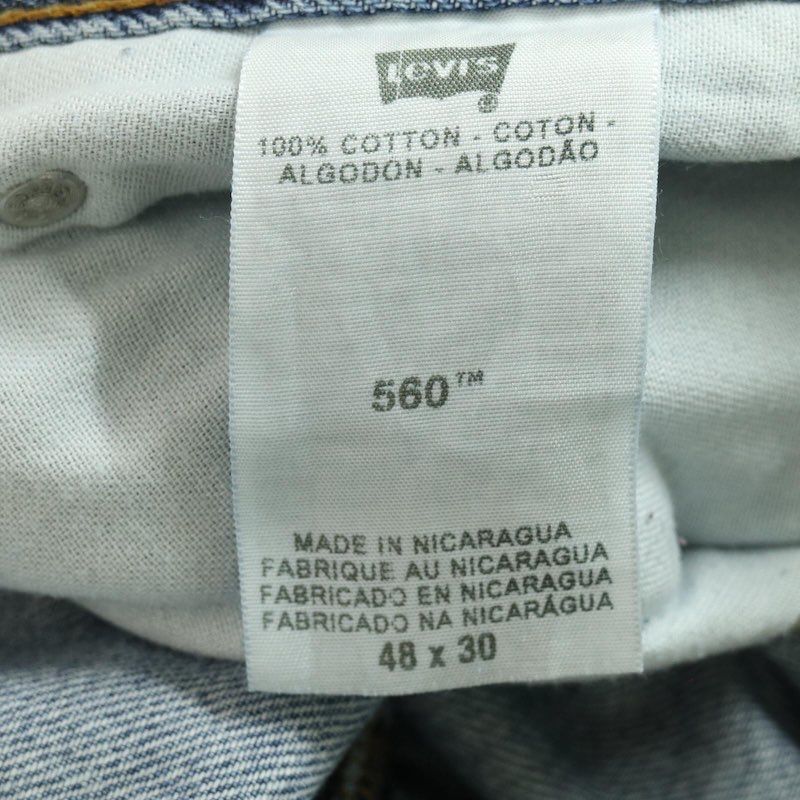 Levi's
100% COTTON - COTON -
ALGODON - ALGODÃO
560™
MADE IN NICARAGUA
FABRIQUE AU NICARAGUA
FABRICADO EN NICARAGUA
FABRICADO NA NICARÁGUA
48 x 30